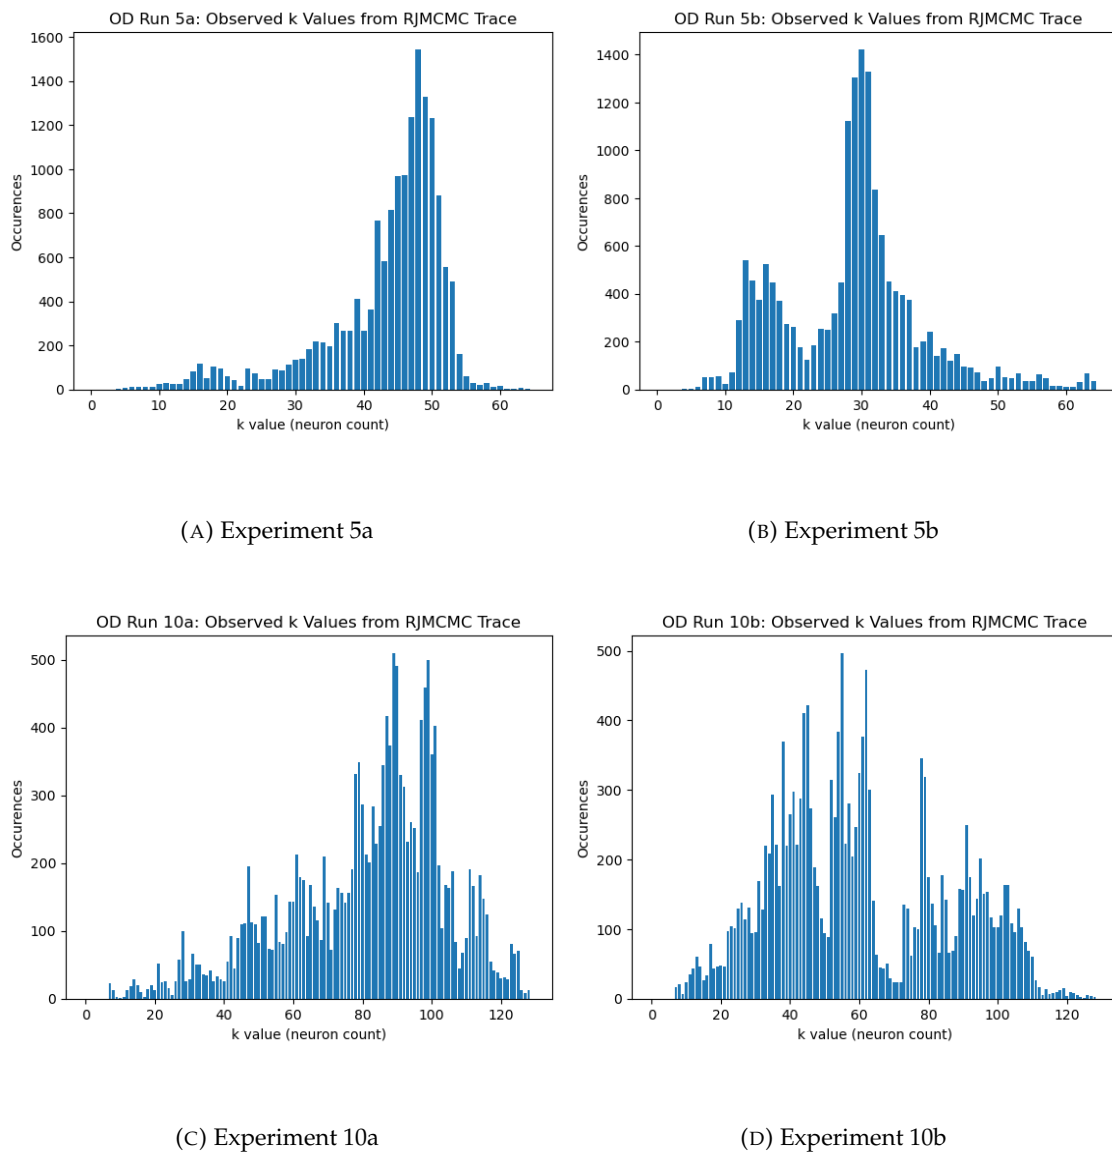 OD Run 5a: Observed k Values from RJMCMC Trace
1600
1400
1200
1000
800
600
400
200
0
Occurences
0 10 20 30 40 50 60
k value (neuron count)
(A) Experiment 5a
OD Run 5b: Observed k Values from RJMCMC Trace
1400
1200
1000
800
600
400
200
0
Occurences
0 10 20 30 40 50 60
k value (neuron count)
(B) Experiment 5b
OD Run 10a: Observed k Values from RJMCMC Trace
500
400
300
200
100
0
Occurences
0 20 40 60 80 100 120
k value (neuron count)
(C) Experiment 10a
OD Run 10b: Observed k Values from RJMCMC Trace
500
400
300
200
100
0
Occurences
0 20 40 60 80 100 120
k value (neuron count)
(D) Experiment 10b